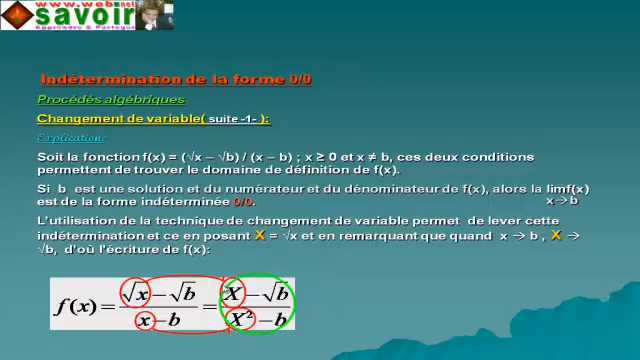 www.web.net
savoir
Apprendre & Partager
Indétermination de la forme 0/0
Procédés algébriques
Changement de variable( suite -1- ):
Explication:
Soit la fonction f(x) = (√x – √b) / (x – b) ; x ≥ 0 et x ≠ b, ces deux conditions
permettent de trouver le domaine de définition de f(x).
Si b est une solution et du numérateur et du dénominateur de f(x), alors la limf(x)
est de la forme indéterminée 0/0. x→b
L'utilisation de la technique de changement de variable permet de lever cette
indétermination et ce en posant X = √x et en remarquant que quand x → b , X →
√b, d'où l'écriture de f(x):
f(x) = (√x – √b) / (x – b) = (X – √b) / (X² – b)